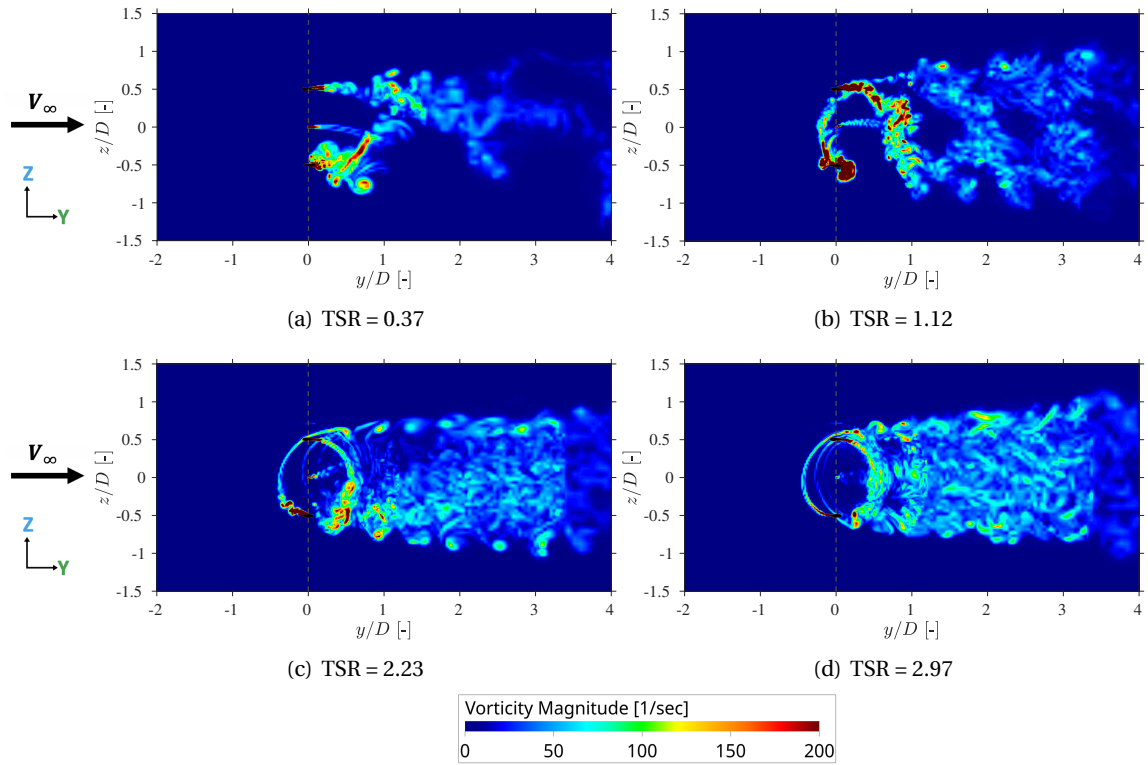 1.5
1
0.5
0
-0.5
-1
-1.5
z/D [-]
-2 -1 0 1 2 3 4
y/D [-]
V∞
Z
Y
(a) TSR = 0.37
1.5
1
0.5
0
-0.5
-1
-1.5
z/D [-]
-2 -1 0 1 2 3 4
y/D [-]
(b) TSR = 1.12
1.5
1
0.5
0
-0.5
-1
-1.5
z/D [-]
-2 -1 0 1 2 3 4
y/D [-]
V∞
Z
Y
(c) TSR = 2.23
1.5
1
0.5
0
-0.5
-1
-1.5
z/D [-]
-2 -1 0 1 2 3 4
y/D [-]
(d) TSR = 2.97
Vorticity Magnitude [1/sec]
0 50 100 150 200